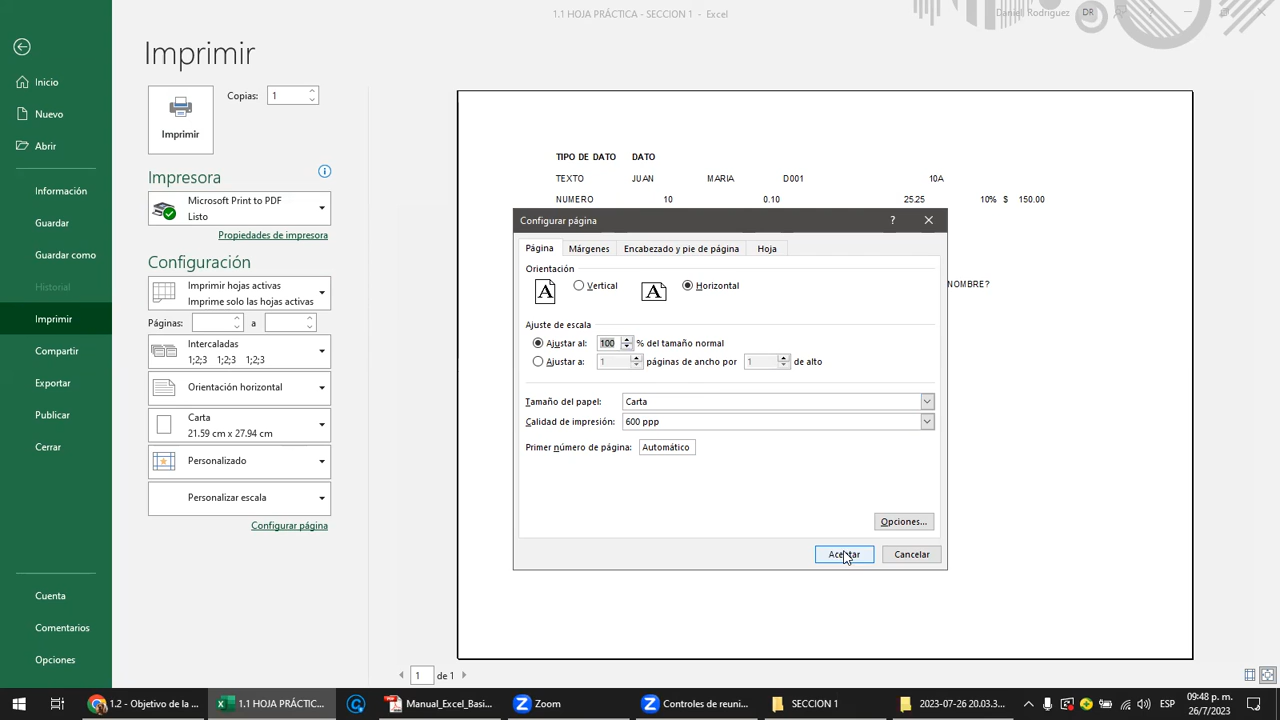 1.1 HOJA PRÁCTICA - SECCION 1 - Excel
Daniel Rodriguez DR ?
Imprimir
Inicio
Nuevo
Abrir
Información
Guardar
Guardar como
Historial
Imprimir
Compartir
Exportar
Publicar
Cerrar
Cuenta
Comentarios
Opciones
Imprimir
Copias: 1
Impresora
Microsoft Print to PDF
Listo
Propiedades de impresora
Configuración
Imprimir hojas activas
Imprime solo las hojas activas
Páginas: a
Intercaladas
1;2;3 1;2;3 1;2;3
Orientación horizontal
Carta
21.59 cm x 27.94 cm
Personalizado
Personalizar escala
Configurar página
TIPO DE DATO DATO
TEXTO JUAN MARIA D001 10A
NUMERO 10 0.10 25.25 10% $ 150.00
NOMBRE?
Configurar página ?
Página Márgenes Encabezado y pie de página Hoja
Orientación
A Vertical A Horizontal
Ajuste de escala
Ajustar al: 100 % del tamaño normal
Ajustar a: 1 páginas de ancho por 1 de alto
Tamaño del papel: Carta
Calidad de impresión: 600 ppp
Primer número de página: Automático
Opciones...
Aceptar Cancelar
1 de 1
1.2 - Objetivo de la ...
1.1 HOJA PRÁCTIC...
Manual_Excel_Basi...
Zoom
Controles de reuni...
SECCION 1
2023-07-26 20.03.3...
ESP
09:48 p. m.
26/7/2023